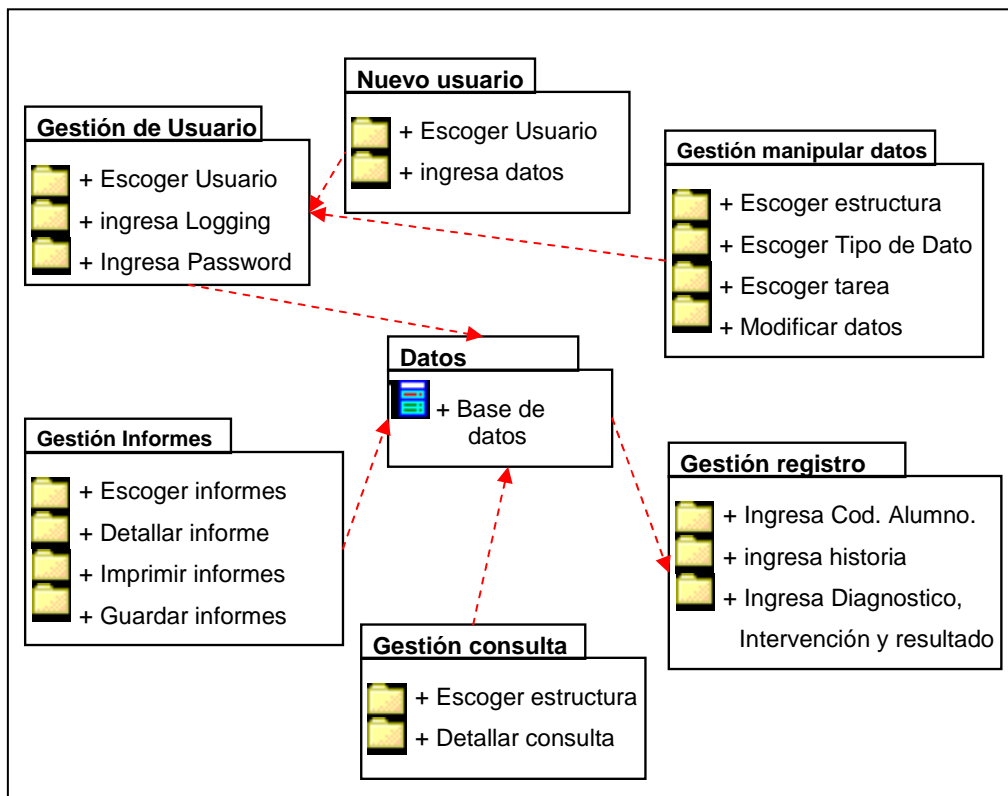 Nuevo usuario
+ Escoger Usuario
+ ingresa datos
Gestión de Usuario
+ Escoger Usuario
+ ingresa Logging
+ Ingresa Password
Gestión manipular datos
+ Escoger estructura
+ Escoger Tipo de Dato
+ Escoger tarea
+ Modificar datos
Datos
+ Base de
datos
Gestión Informes
+ Escoger informes
+ Detallar informe
+ Imprimir informes
+ Guardar informes
Gestión registro
+ Ingresa Cod. Alumno.
+ ingresa historia
+ Ingresa Diagnostico,
Intervención y resultado
Gestión consulta
+ Escoger estructura
+ Detallar consulta